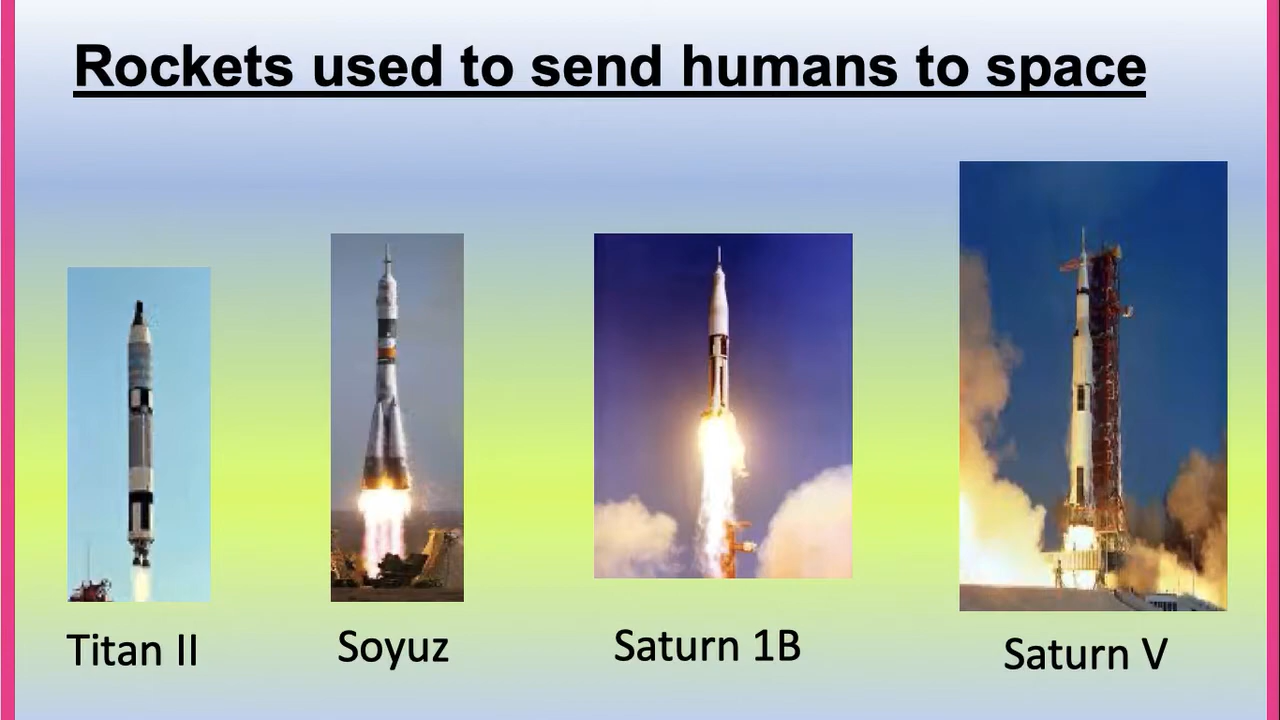 Rockets used to send humans to space
Titan II
Soyuz
Saturn 1B
Saturn V